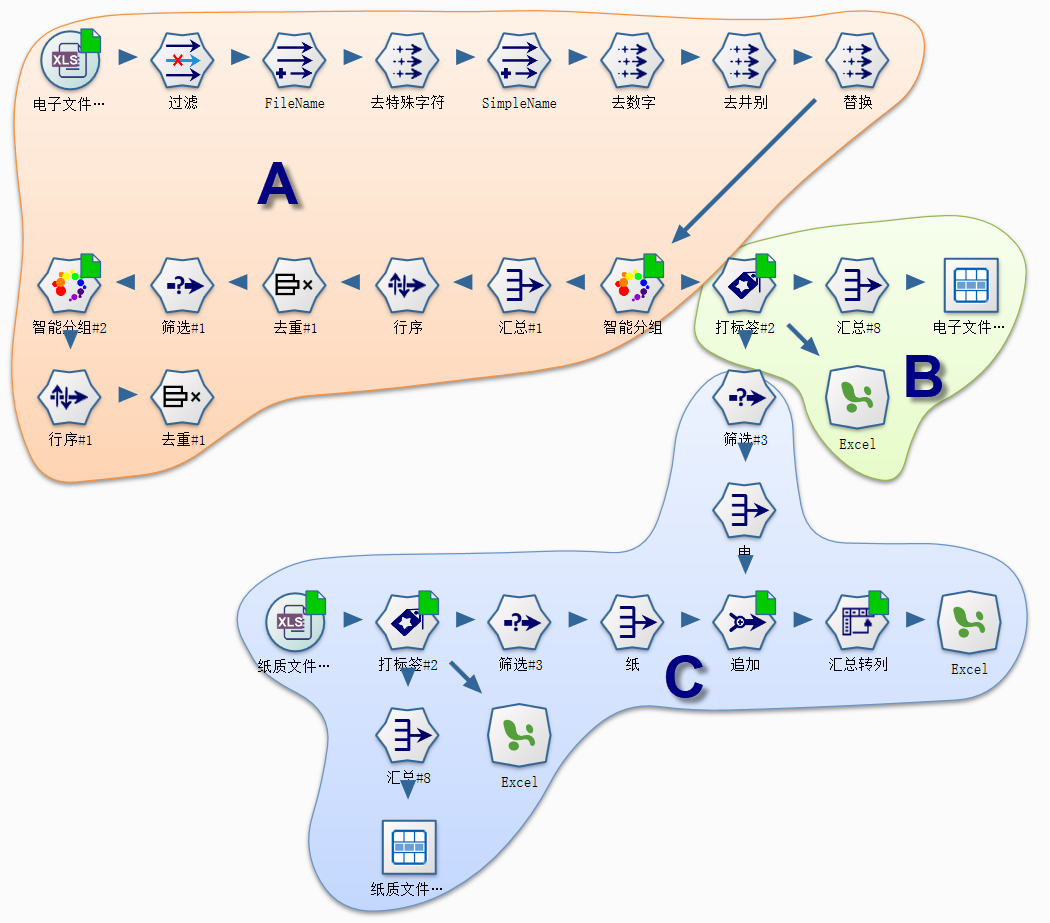 XLS
电子文件…
过滤
FileName
去特殊字符
SimpleName
去数字
去井别
替换
A
智能分组#2
筛选#1
去重#1
行序
汇总#1
智能分组
打标签#2
汇总#8
电子文件…
B
行序#1
去重#1
筛选#3
Excel
电
XLS
纸质文件…
打标签#2
筛选#3
纸
追加
汇总转列
Excel
C
汇总#8
Excel
纸质文件…